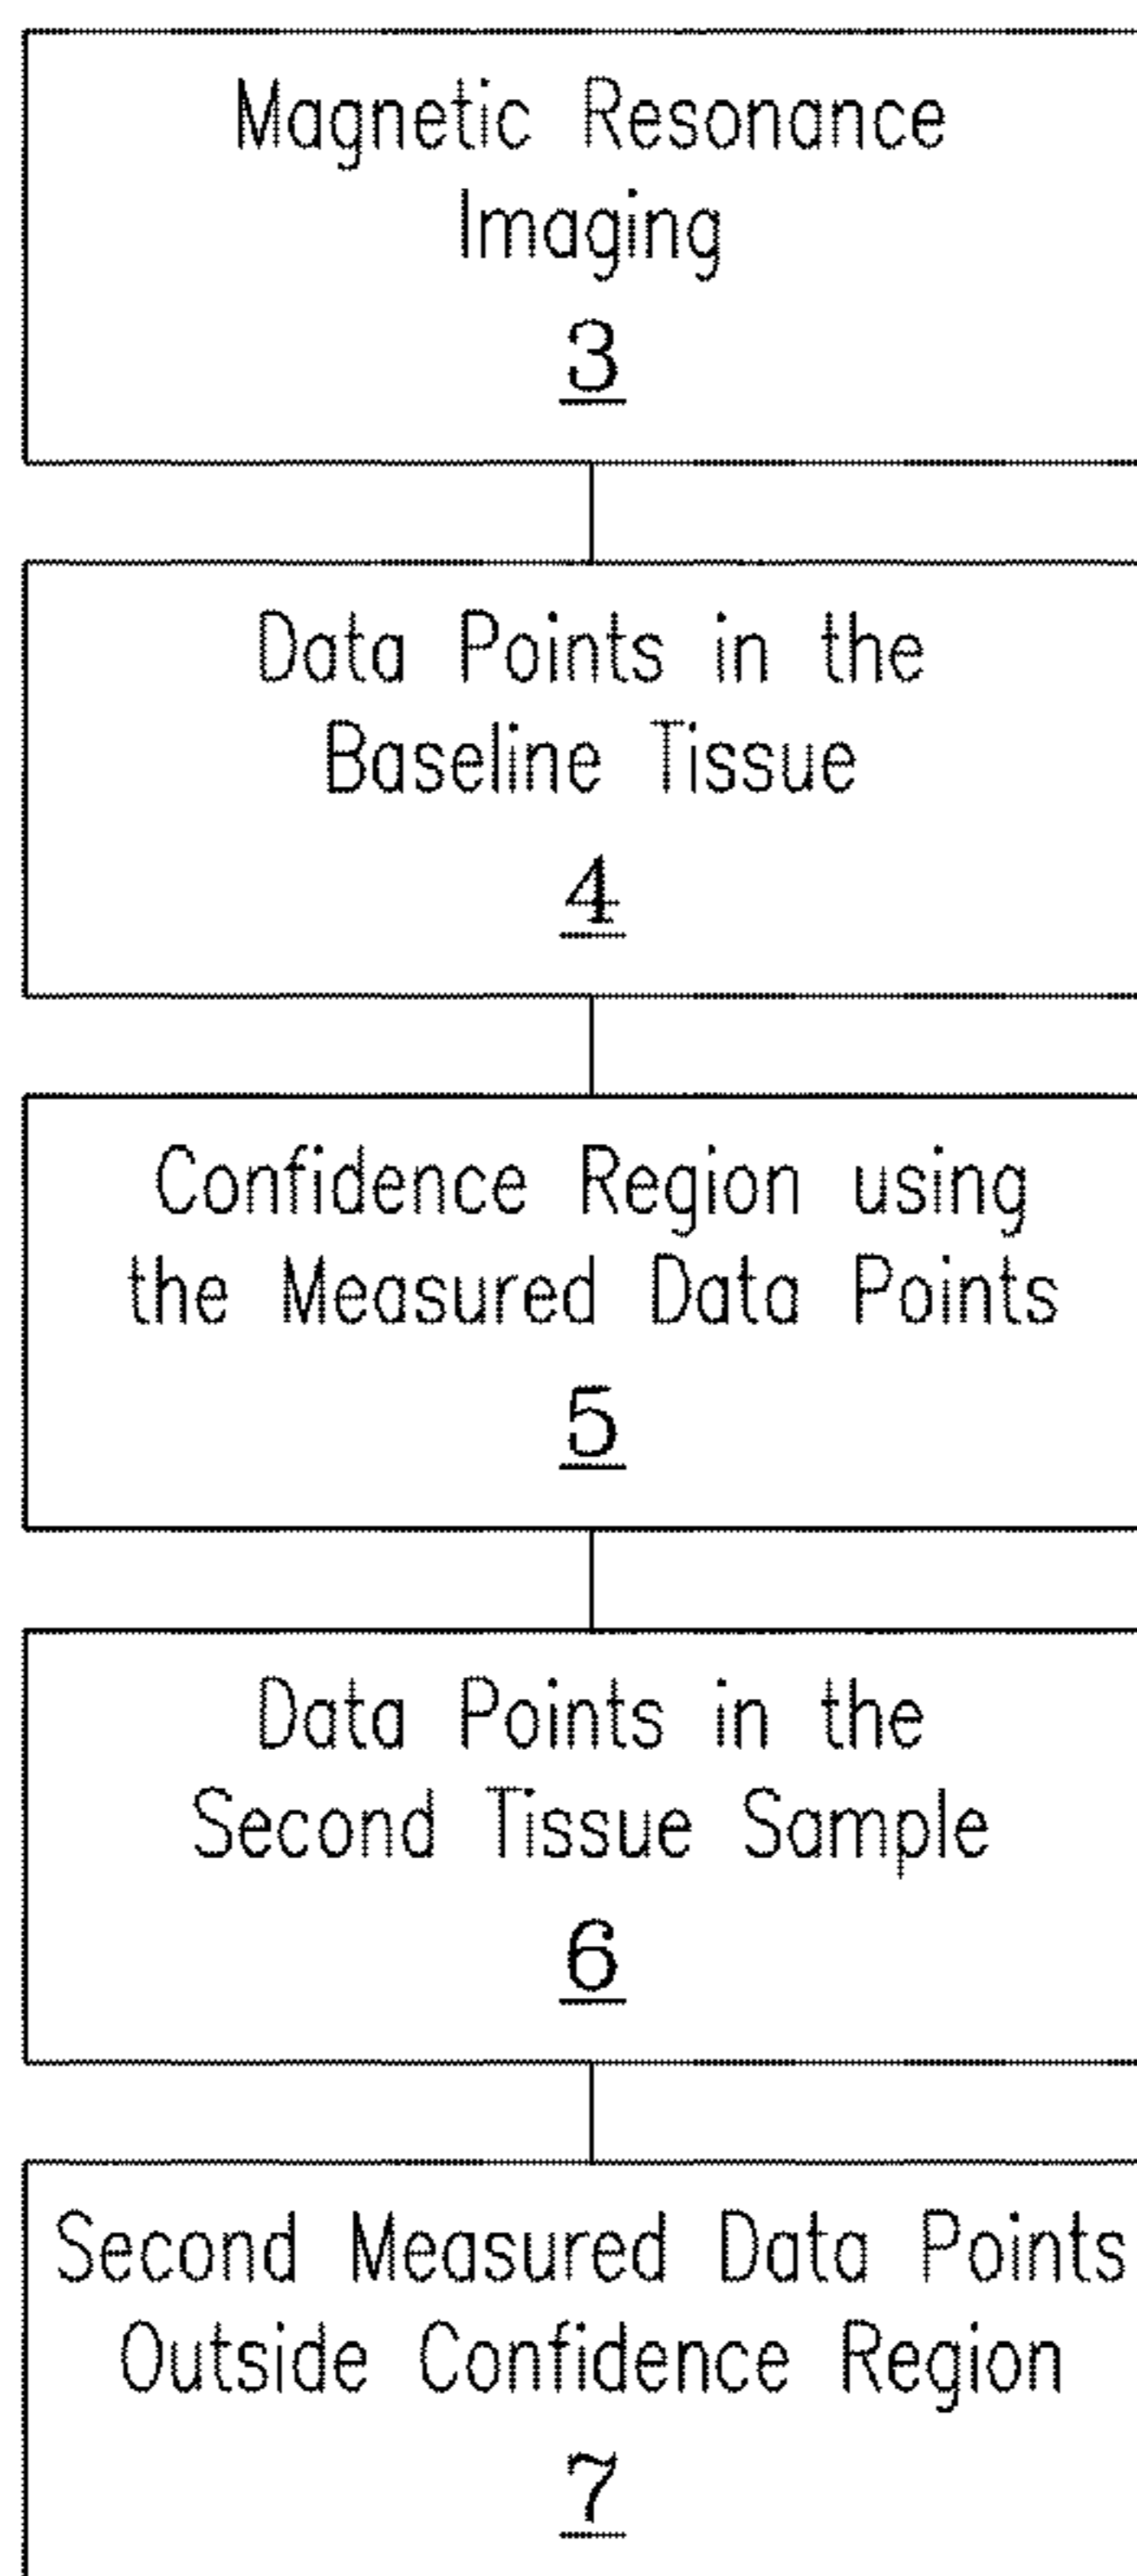 Magnetic Resonance
Imaging
3
Data Points in the
Baseline Tissue
4
Confidence Region using
the Measured Data Points
5
Data Points in the
Second Tissue Sample
6
Second Measured Data Points
Outside Confidence Region
7